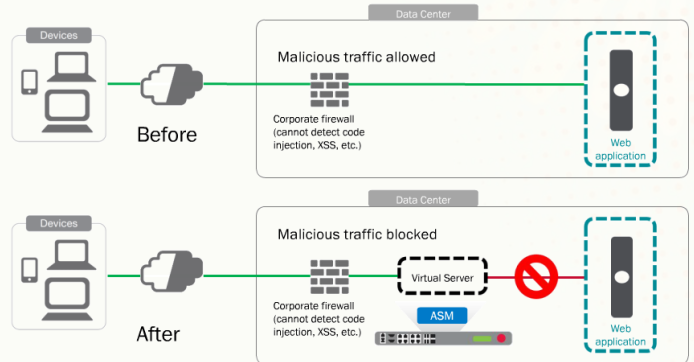 Data Center
Devices
Malicious traffic allowed
Before
Corporate firewall
(cannot detect code
injection, XSS, etc.)
Web
application
Data Center
Devices
Malicious traffic blocked
Virtual Server
After
Corporate firewall
(cannot detect code
injection, XSS, etc.)
ASM
Web
application